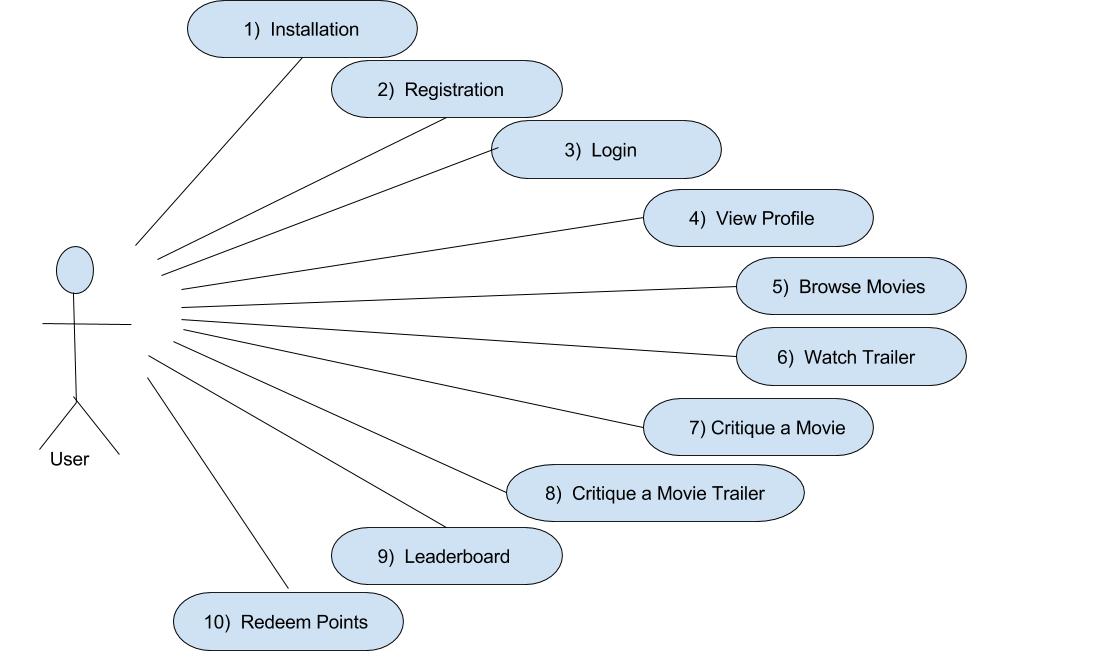 1) Installation
2) Registration
3) Login
4) View Profile
5) Browse Movies
6) Watch Trailer
7) Critique a Movie
User
8) Critique a Movie Trailer
9) Leaderboard
10) Redeem Points